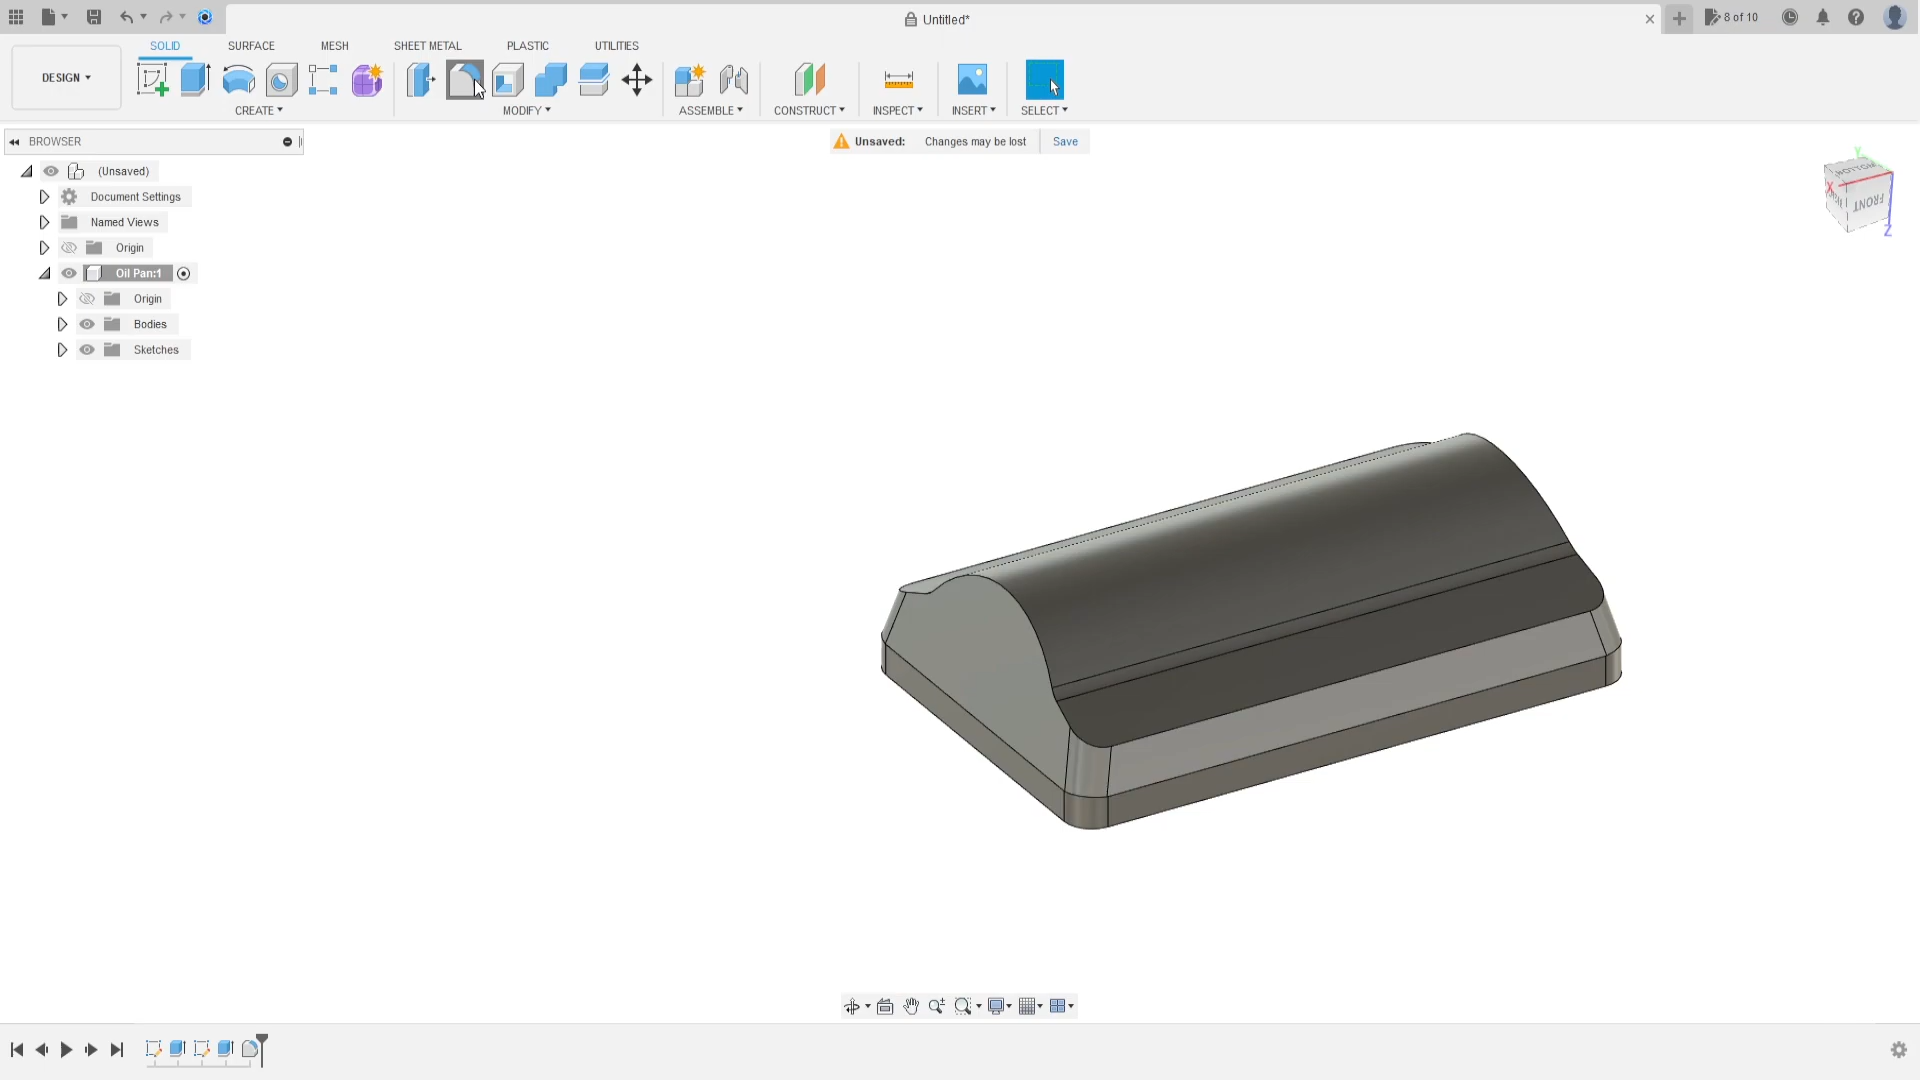 Untitled*
8 of 10
DESIGN
SOLID
SURFACE
MESH
SHEET METAL
PLASTIC
UTILITIES
CREATE
MODIFY
ASSEMBLE
CONSTRUCT
INSPECT
INSERT
SELECT
BROWSER
Unsaved: Changes may be lost Save
(Unsaved)
Document Settings
Named Views
Origin
Oil Pan:1
Origin
Bodies
Sketches
Y
BOTTOM
X
FRONT
Z